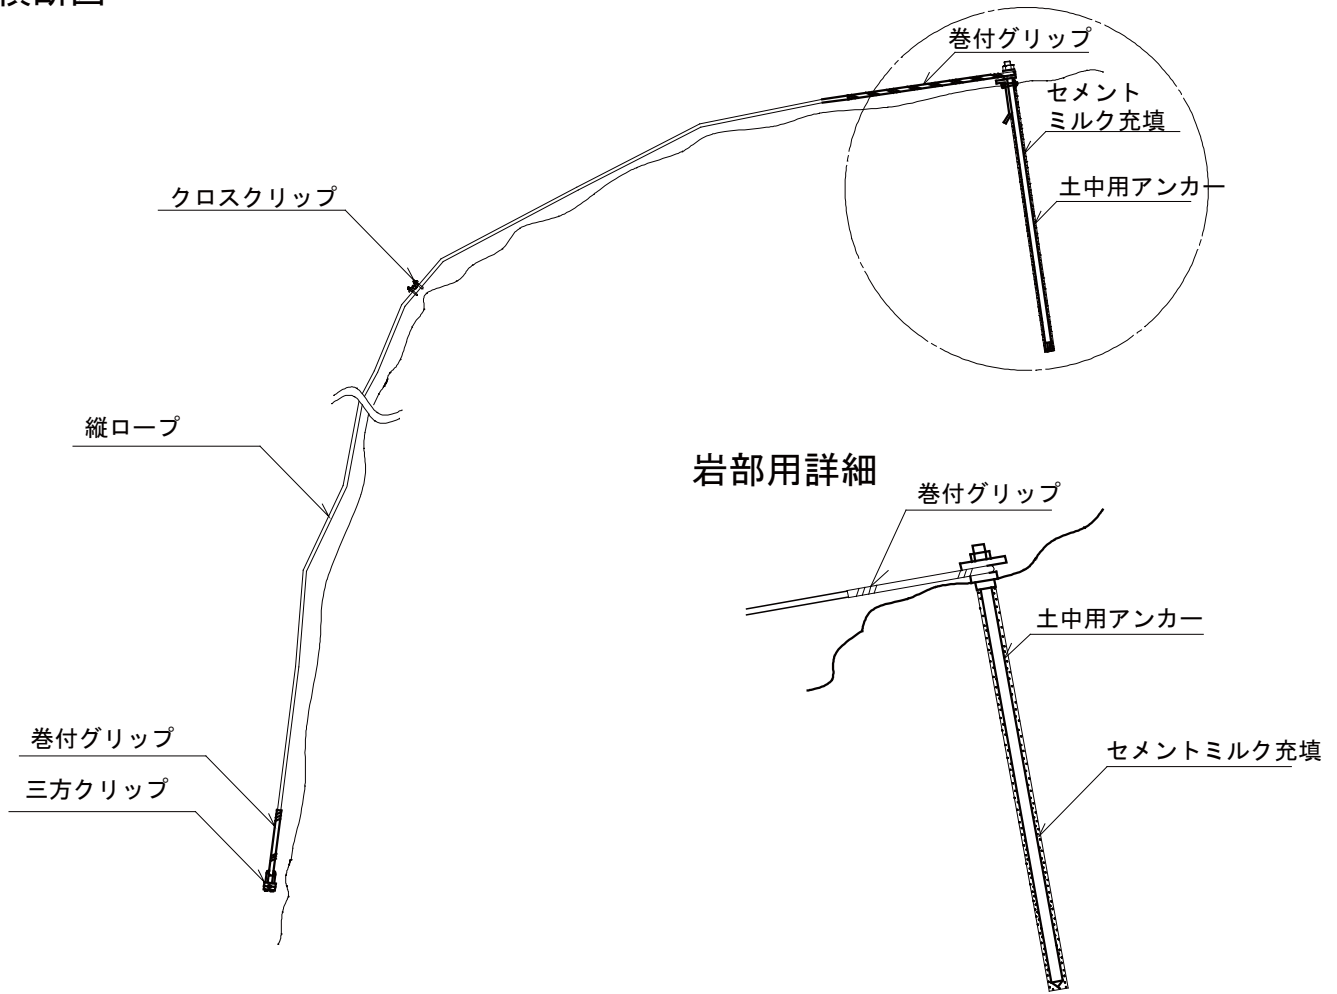 巻付グリップ
セメント
ミルク充填
土中用アンカー
クロスクリップ
縦ロープ
岩部用詳細
巻付グリップ
土中用アンカー
セメントミルク充填
巻付グリップ
三方クリップ